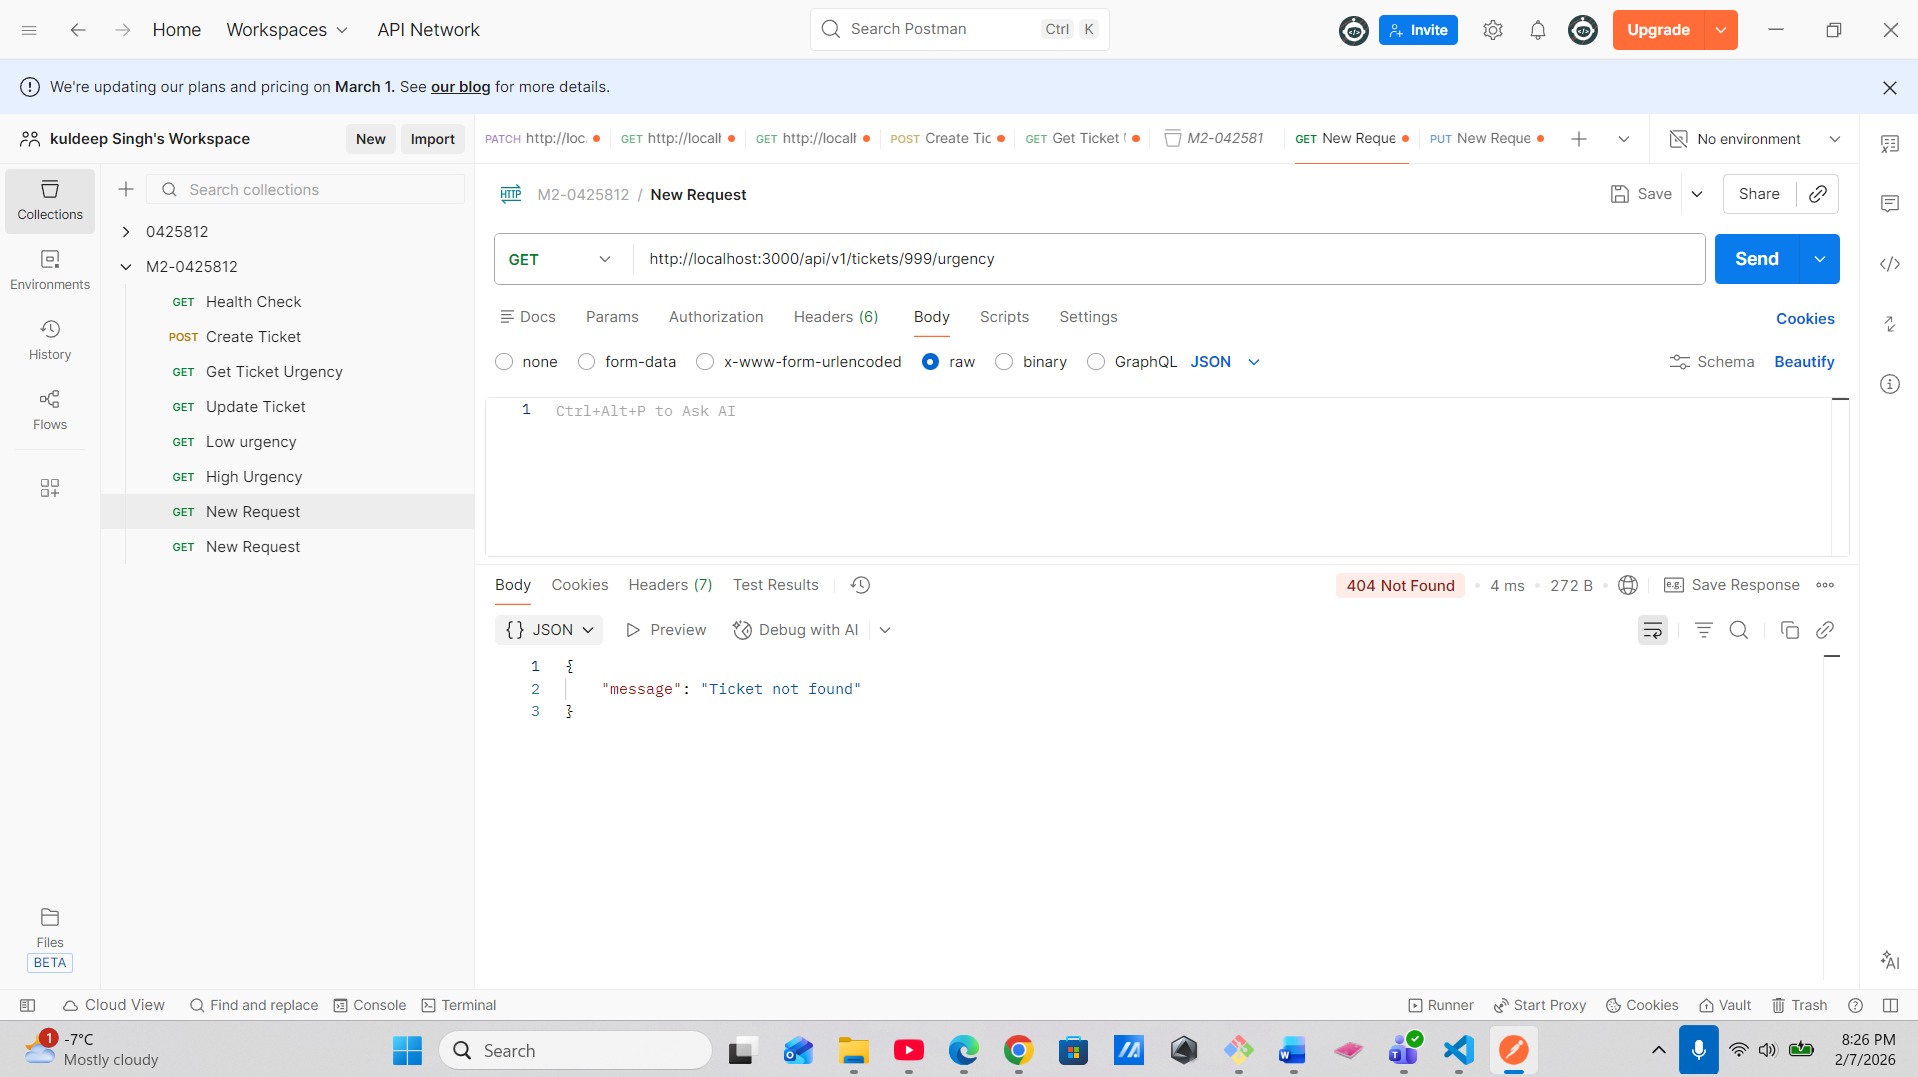 Home Workspaces API Network Search Postman Ctrl K Invite Upgrade
We're updating our plans and pricing on March 1. See our blog for more details.
kuldeep Singh's Workspace New Import
PATCH http://loc GET http://locall GET http://locall POST Create Tic GET Get Ticket M2-042581 GET New Reque PUT New Reque No environment
Collections
Environments
History
Flows
Files
BETA
Search collections
0425812
M2-0425812
GET Health Check
POST Create Ticket
GET Get Ticket Urgency
GET Update Ticket
GET Low urgency
GET High Urgency
GET New Request
GET New Request
HTTP M2-0425812 / New Request Save Share
GET http://localhost:3000/api/v1/tickets/999/urgency Send
Docs Params Authorization Headers (6) Body Scripts Settings Cookies
none form-data x-www-form-urlencoded raw binary GraphQL JSON Schema Beautify
1 Ctrl+Alt+P to Ask AI
Body Cookies Headers (7) Test Results 404 Not Found 4 ms 272 B e.g. Save Response
{} JSON Preview Debug with AI
1 {
2 "message": "Ticket not found"
3 }
AI
Cloud View Find and replace Console Terminal Runner Start Proxy Cookies Vault Trash
1 -7°C
Mostly cloudy
Search
8:26 PM
2/7/2026